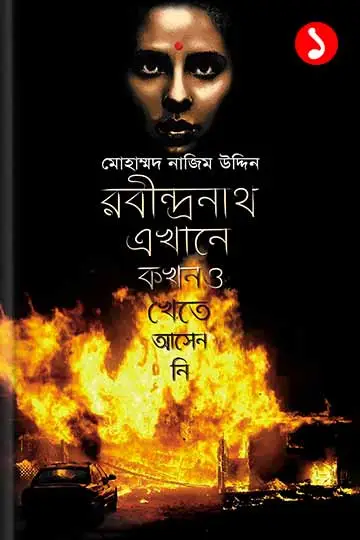 ১
মোহাম্মদ নাজিম উদ্দিন
রবীন্দ্রনাথ
এখানে
কখনও
খেতে
আসেন
নি